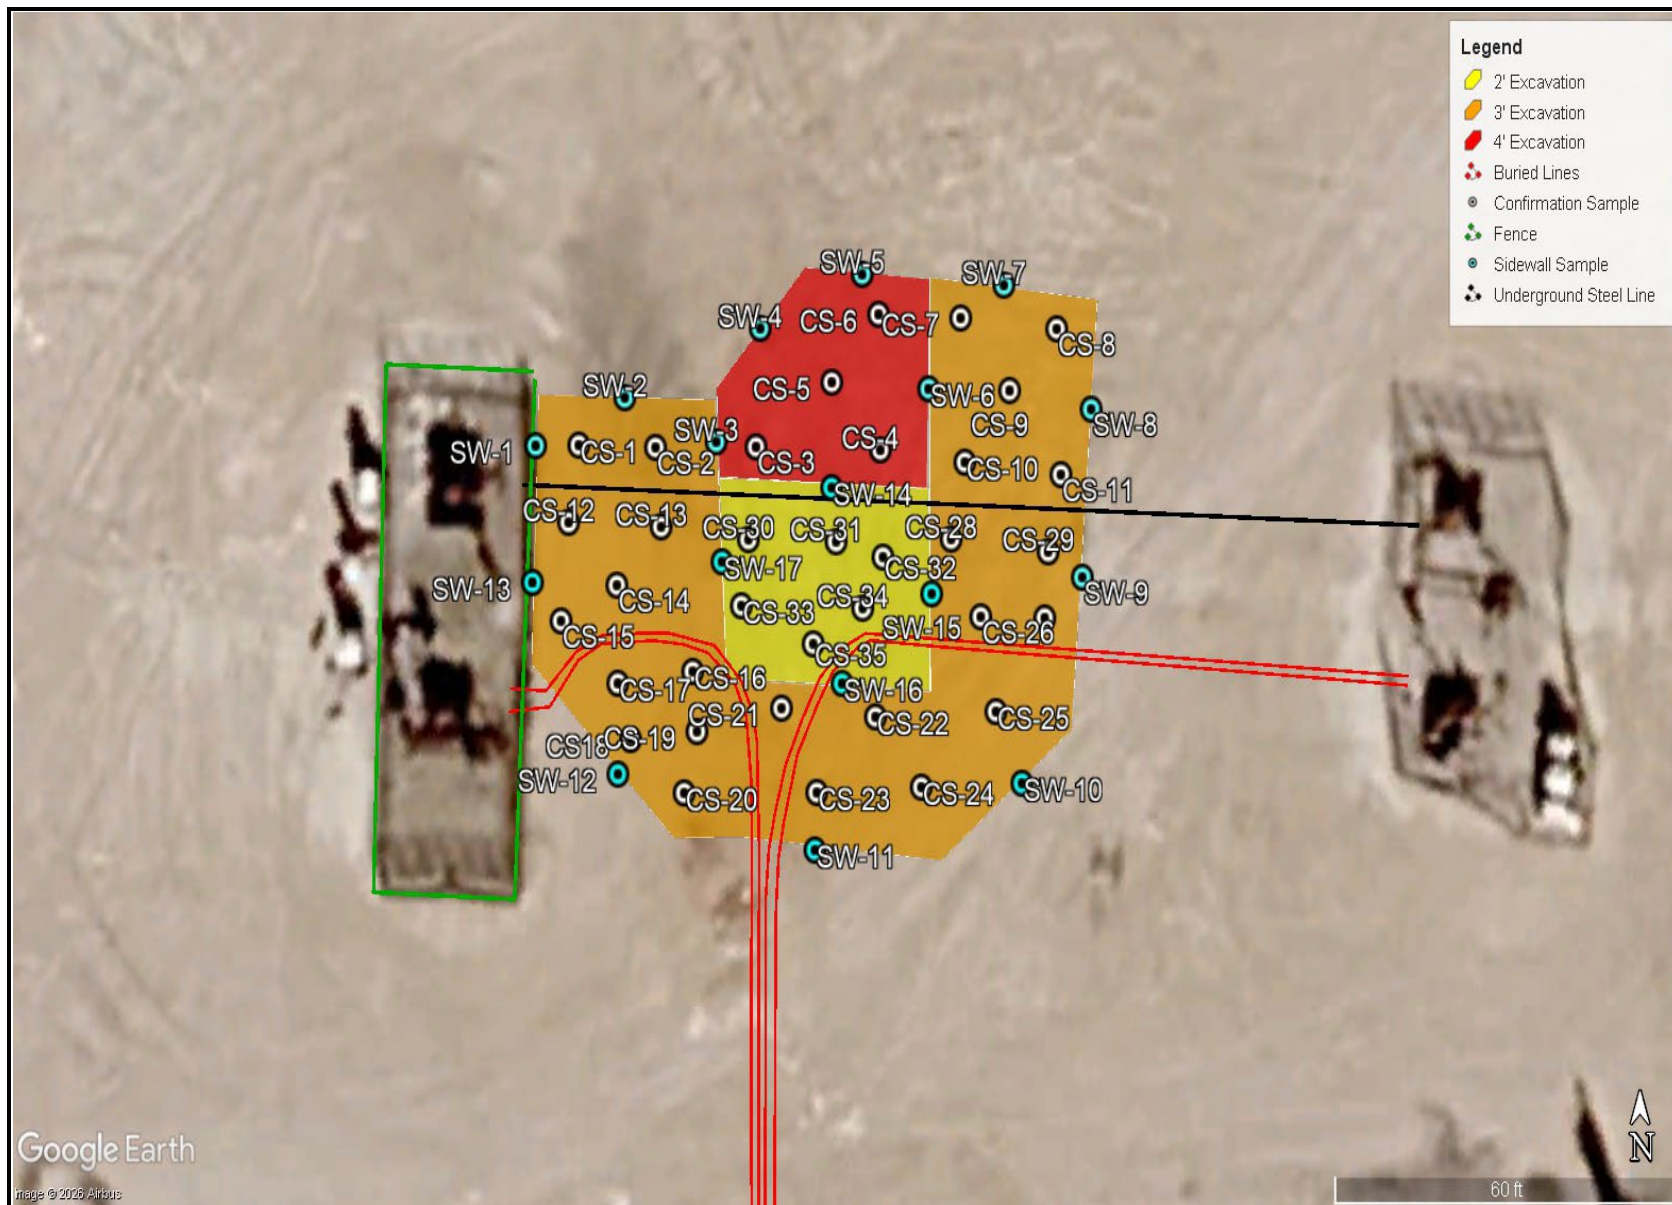 Legend
2' Excavation
3' Excavation
4' Excavation
Buried Lines
Confirmation Sample
Fence
Sidewall Sample
Underground Steel Line
SW-5
SW-7
SW-4
CS-6
CS-7
CS-8
SW-2
CS-5
SW-6
SW-8
CS-9
SW-1
CS-1
CS-2
SW-3
CS-3
CS-4
CS-10
CS-11
SW-14
CS-12
CS-13
CS-30
CS-31
CS-28
CS-29
SW-17
CS-32
SW-13
CS-14
CS-33
CS-34
SW-9
CS-15
SW-15
CS-26
CS-35
CS-17
CS-16
SW-16
CS-21
CS-22
CS-25
CS18
CS-19
SW-12
CS-20
CS-23
CS-24
SW-10
SW-11
Google Earth
Image © 2026 Airbus
N
60 ft